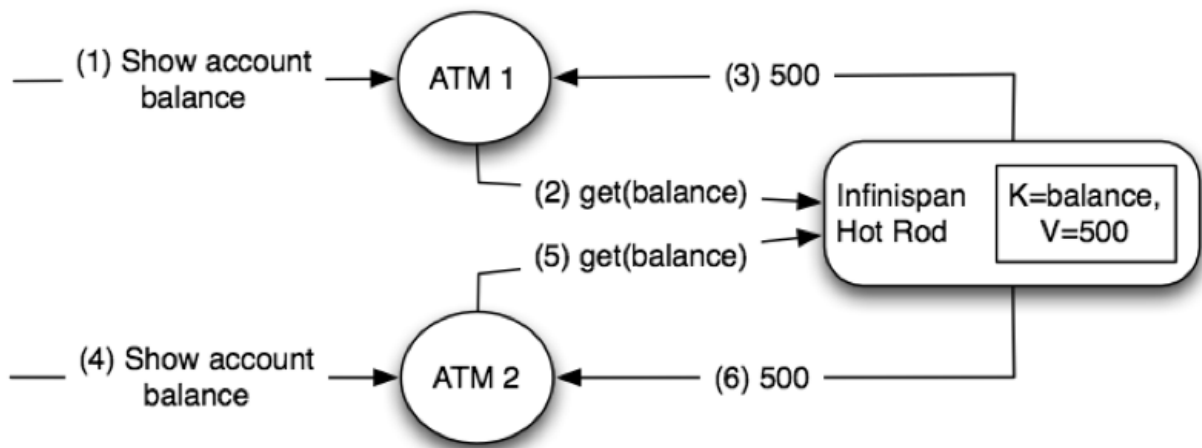 (1) Show account
balance
ATM 1
(3) 500
(2) get(balance)
Infinispan
Hot Rod
K=balance,
V=500
(5) get(balance)
(4) Show account
balance
ATM 2
(6) 500